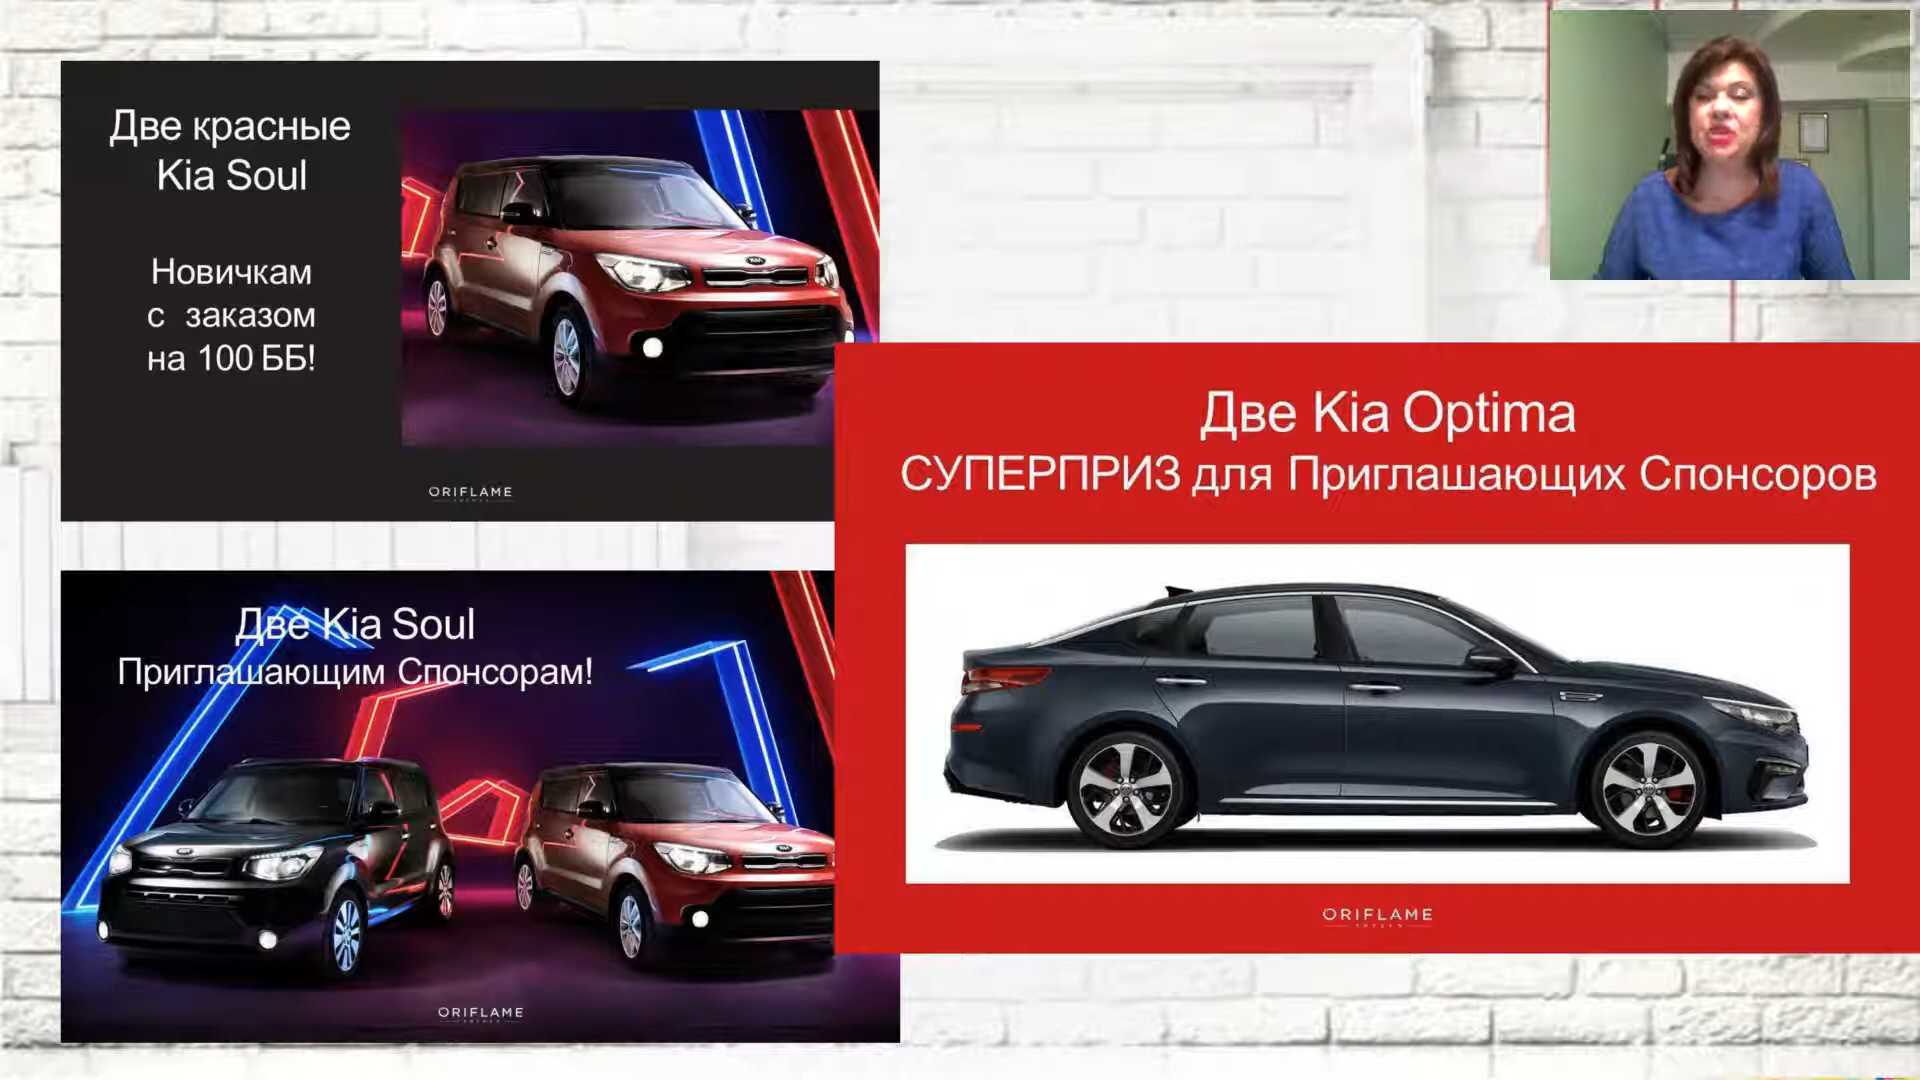 Две красные
Kia Soul
Новичкам
с заказом
на 100 ББ!
ORIFLAME
Две Kia Soul
Приглашающим Спонсорам!
ORIFLAME
Две Kia Optima
СУПЕРПРИЗ для Приглашающих Спонсоров
ORIFLAME
SWEDEN